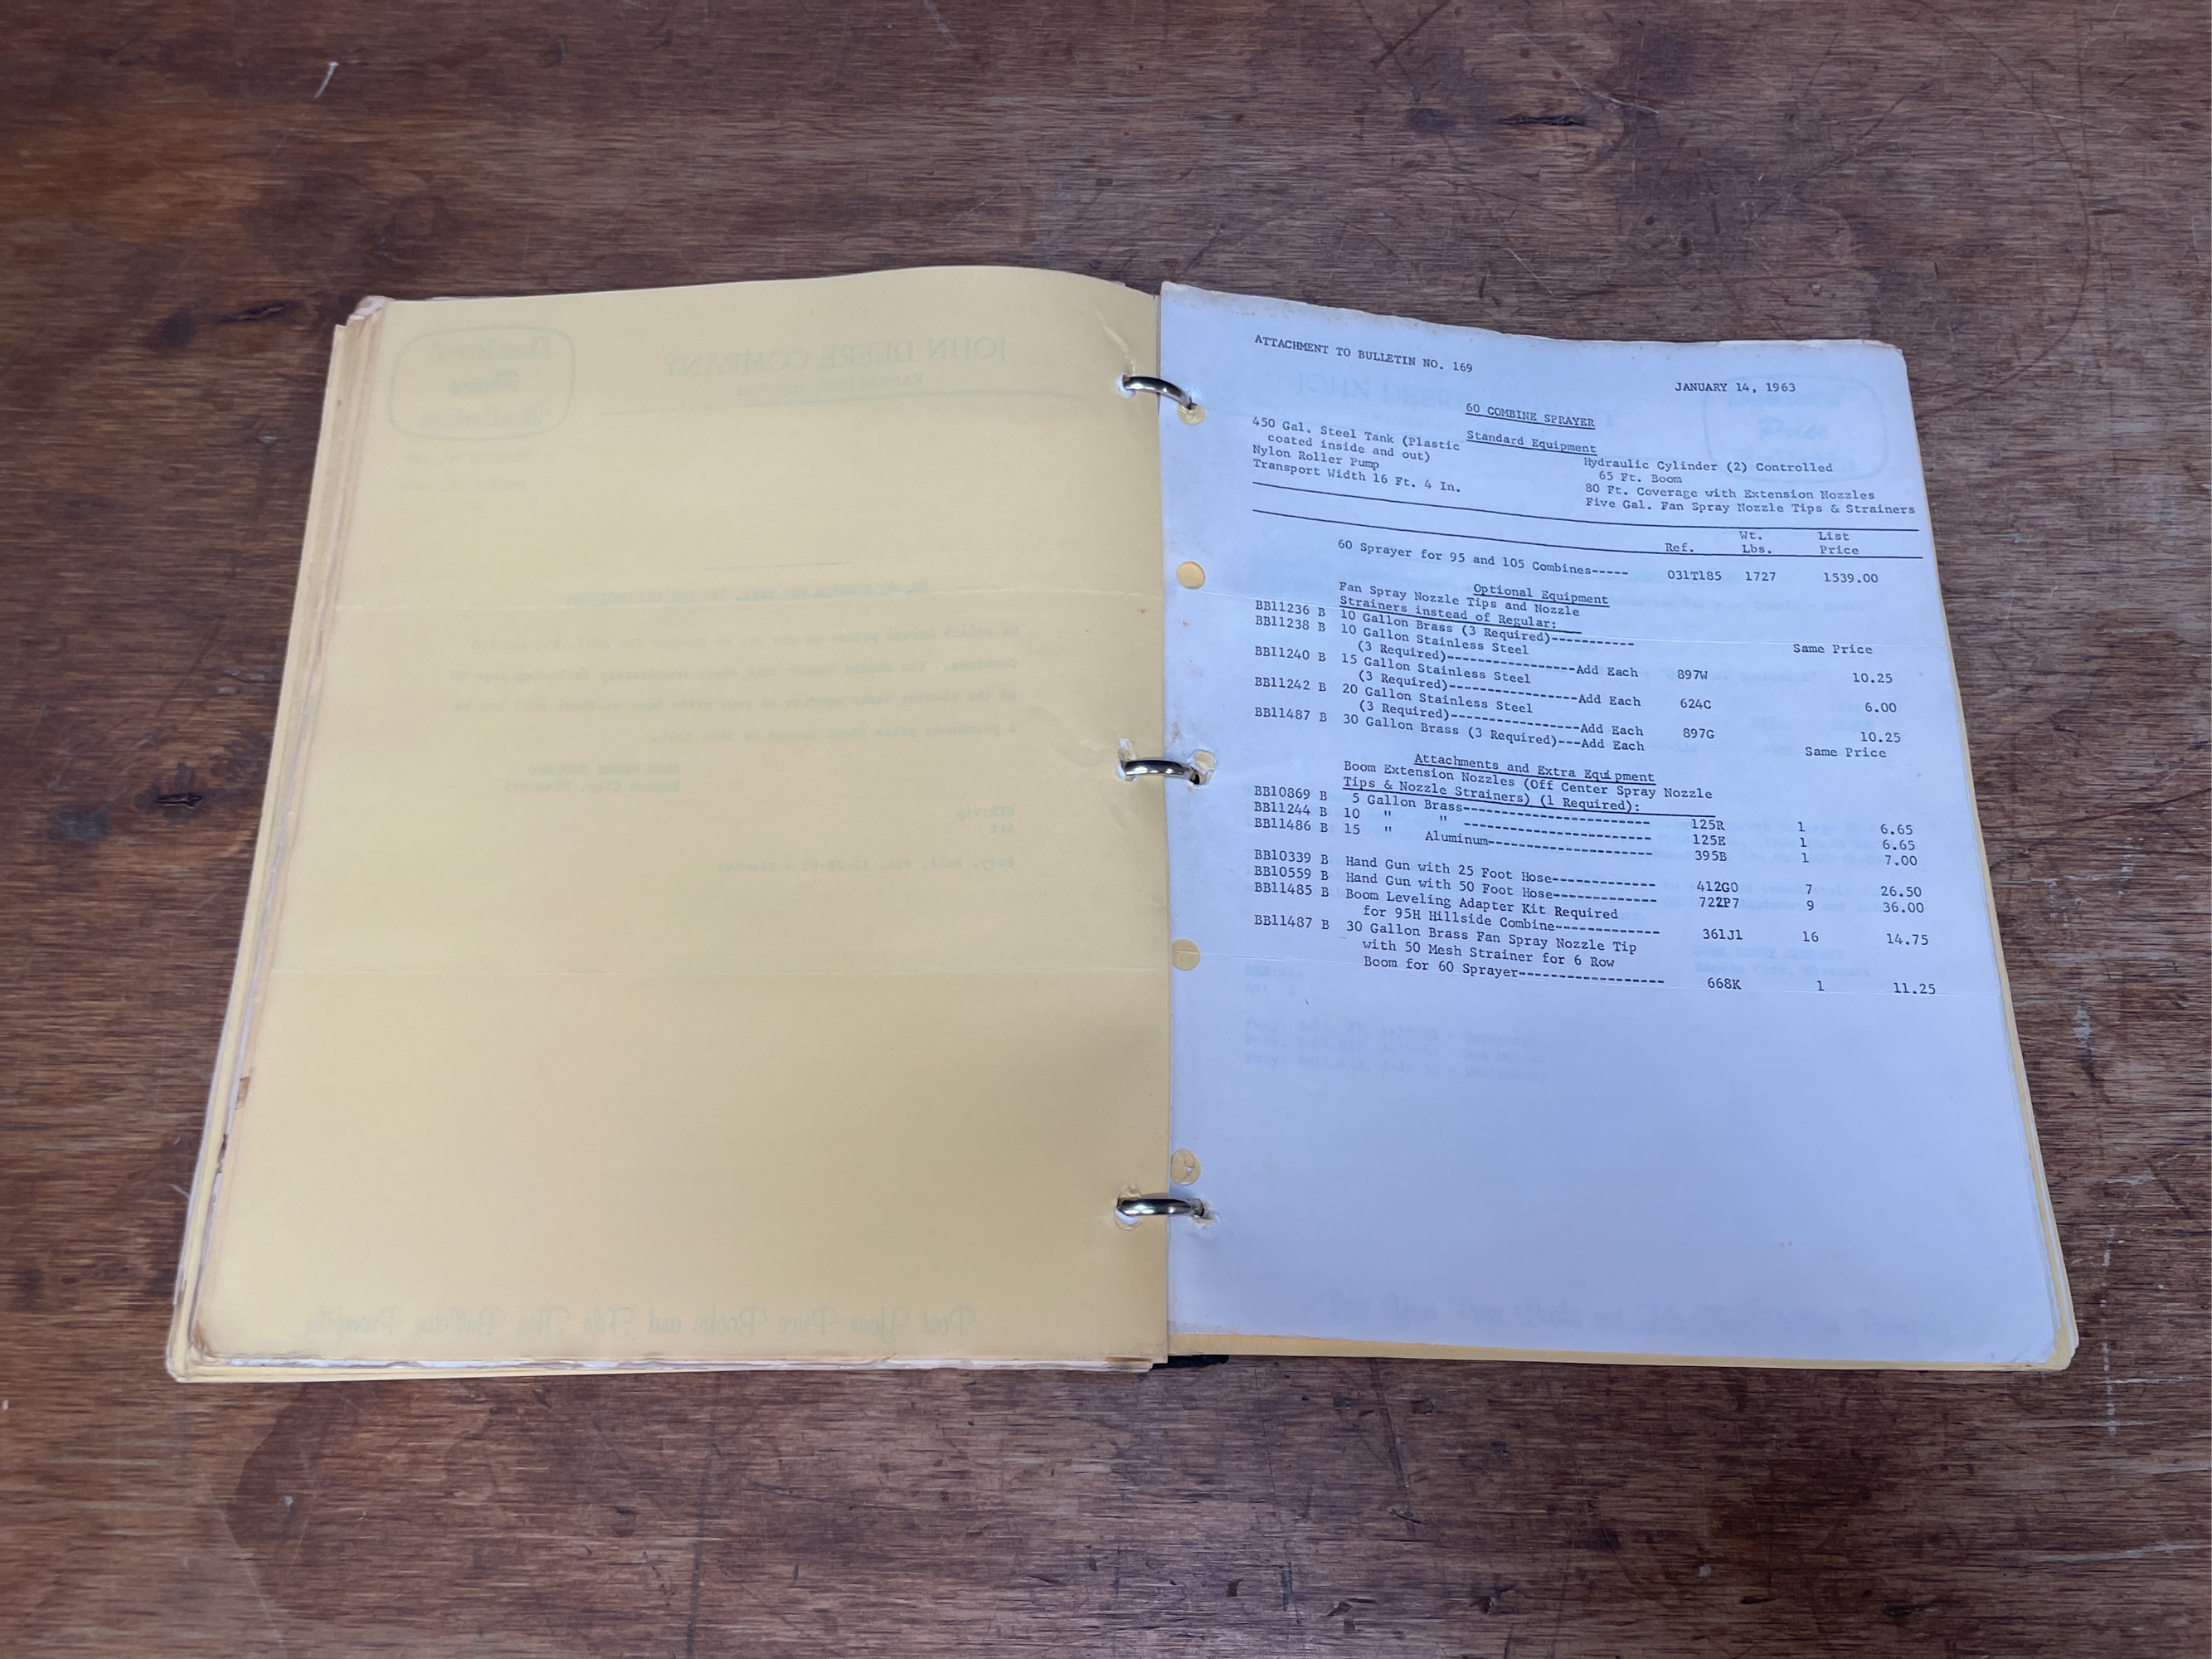 JOHN DEERE COMPANY
ATTACHMENT TO BULLETIN NO. 169
JANUARY 14, 1963
60 COMBINE SPRAYER
Standard Equipment
450 Gal. Steel Tank (Plastic
coated inside and out)
Nylon Roller Pump
Transport Width 16 Ft. 4 In.
Hydraulic Cylinder (2) Controlled
65 Ft. Boom
80 Ft. Coverage with Extension Nozzles
Five Gal. Fan Spray Nozzle Tips & Strainers
Ref. Wt. Lbs. List Price
60 Sprayer for 95 and 105 Combines----- 031T185 1727 1539.00
Optional Equipment
Fan Spray Nozzle Tips and Nozzle
Strainers instead of Regular:
BB11236 B 10 Gallon Brass (3 Required)------------ Same Price
BB11238 B 10 Gallon Stainless Steel
(3 Required)-----------------Add Each 897W 10.25
BB11240 B 15 Gallon Stainless Steel
(3 Required)-----------------Add Each 624C 6.00
BB11242 B 20 Gallon Stainless Steel
(3 Required)-----------------Add Each 897G 10.25
BB11487 B 30 Gallon Brass (3 Required)---Add Each Same Price
Attachments and Extra Equipment
Boom Extension Nozzles (Off Center Spray Nozzle
Tips & Nozzle Strainers) (1 Required):
BB10869 B 5 Gallon Brass------------------------- 125R 1 6.65
BB11244 B 10 " " ------------------------- 125E 1 6.65
BB11486 B 15 " Aluminum---------------------- 395B 1 7.00
BB10339 B Hand Gun with 25 Foot Hose-------------- 412G0 7 26.50
BB10559 B Hand Gun with 50 Foot Hose-------------- 722P7 9 36.00
BB11485 B Boom Leveling Adapter Kit Required
for 95H Hillside Combine-------------- 361J1 16 14.75
BB11487 B 30 Gallon Brass Fan Spray Nozzle Tip
with 50 Mesh Strainer for 6 Row
Boom for 60 Sprayer-------------------- 668K 1 11.25